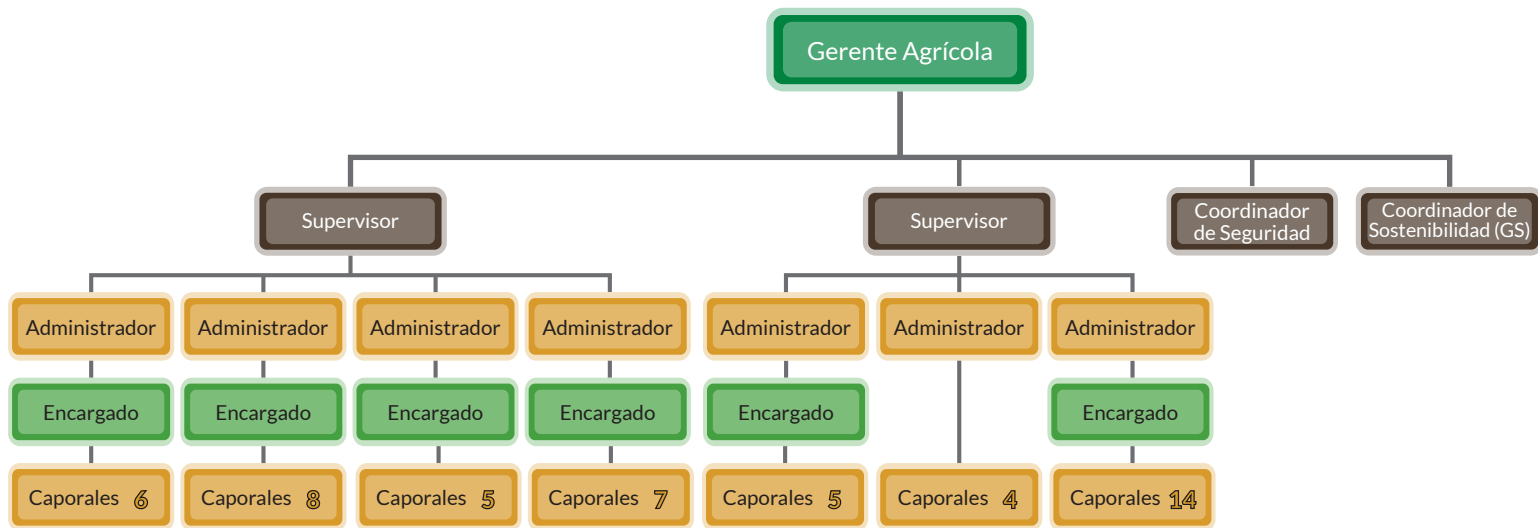 Gerente Agrícola
Supervisor
Supervisor
Coordinador
de Seguridad
Coordinador de
Sostenibilidad (GS)
Administrador
Administrador
Administrador
Administrador
Administrador
Administrador
Administrador
Encargado
Encargado
Encargado
Encargado
Encargado
Encargado
Caporales 6
Caporales 8
Caporales 5
Caporales 7
Caporales 5
Caporales 4
Caporales 14